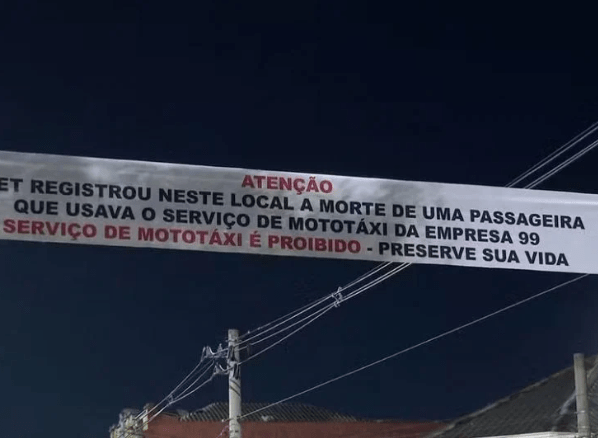 ATENÇÃO
ET REGISTROU NESTE LOCAL A MORTE DE UMA PASSAGEIRA
QUE USAVA O SERVIÇO DE MOTOTÁXI DA EMPRESA 99
SERVIÇO DE MOTOTÁXI É PROIBIDO - PRESERVE SUA VIDA